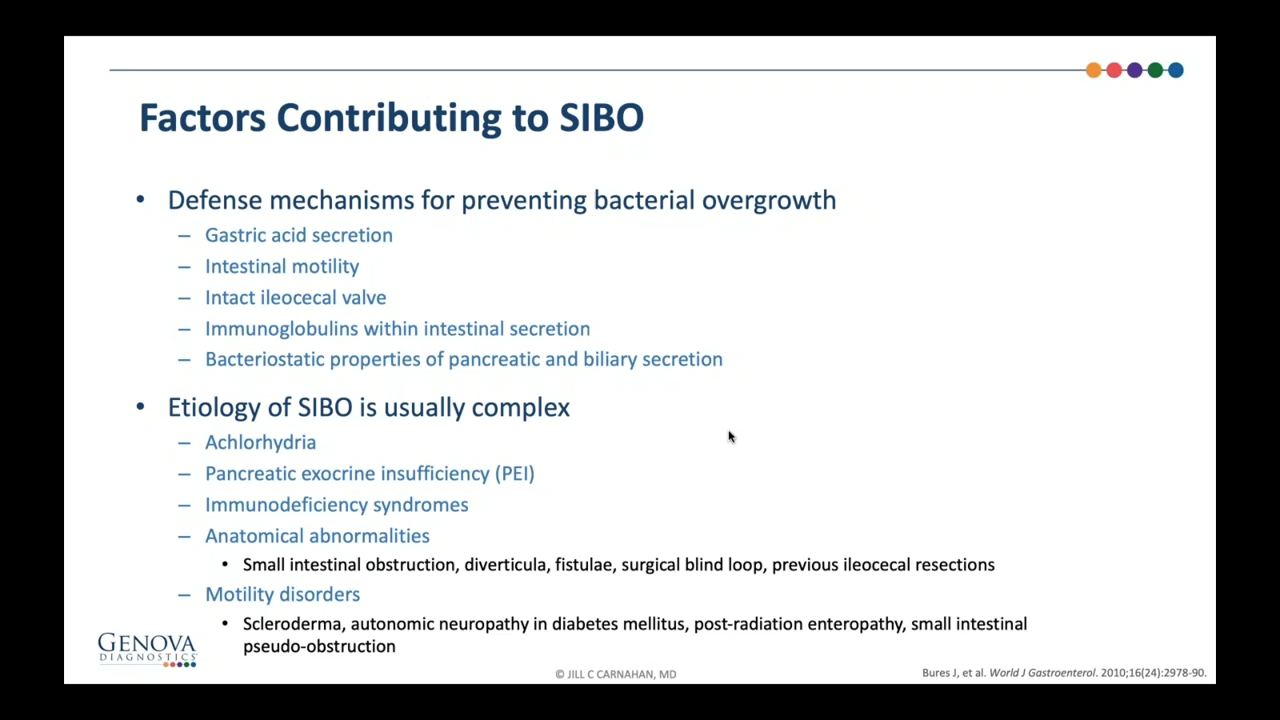 Factors Contributing to SIBO
• Defense mechanisms for preventing bacterial overgrowth
– Gastric acid secretion
– Intestinal motility
– Intact ileocecal valve
– Immunoglobulins within intestinal secretion
– Bacteriostatic properties of pancreatic and biliary secretion
• Etiology of SIBO is usually complex
– Achlorhydria
– Pancreatic exocrine insufficiency (PEI)
– Immunodeficiency syndromes
– Anatomical abnormalities
• Small intestinal obstruction, diverticula, fistulae, surgical blind loop, previous ileocecal resections
– Motility disorders
• Scleroderma, autonomic neuropathy in diabetes mellitus, post-radiation enteropathy, small intestinal
pseudo-obstruction
GENOVA
DIAGNOSTICS
© JILL C CARNAHAN, MD
Bures J, et al. World J Gastroenterol. 2010;16(24):2978-90.